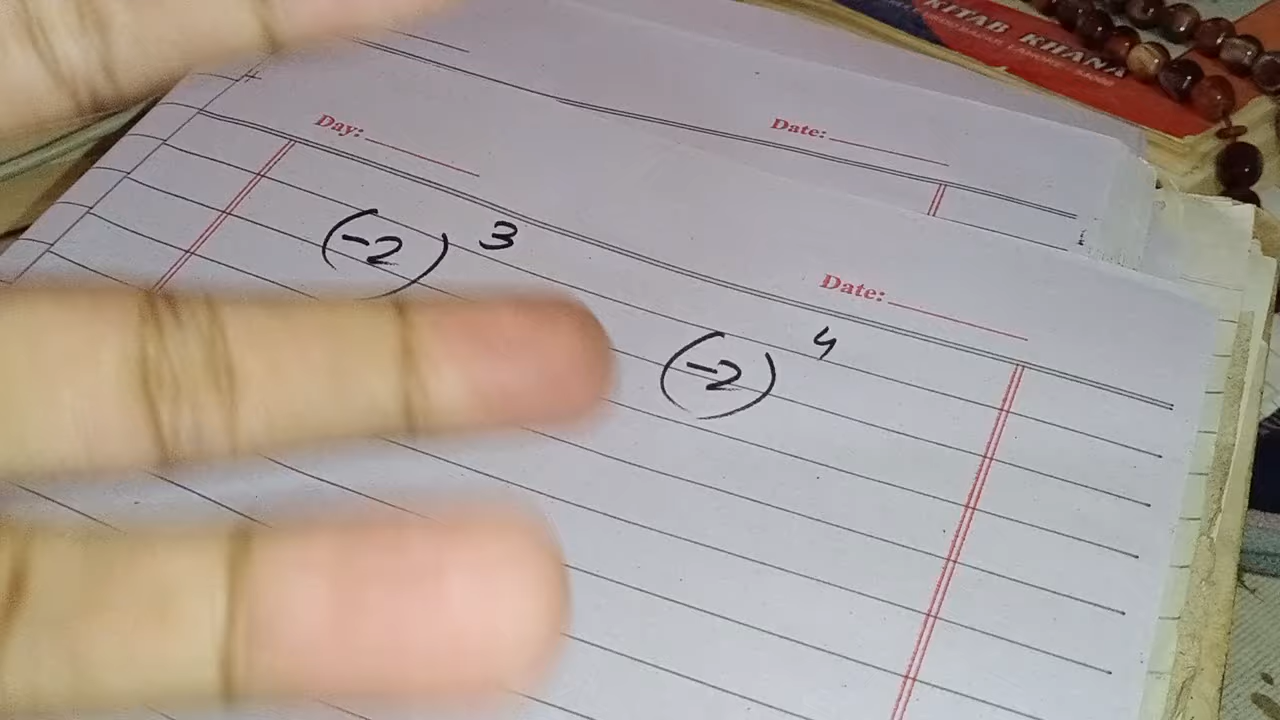 KITAB KHANA
Date:
Day:
(-2)³
Date:
(-2)⁴